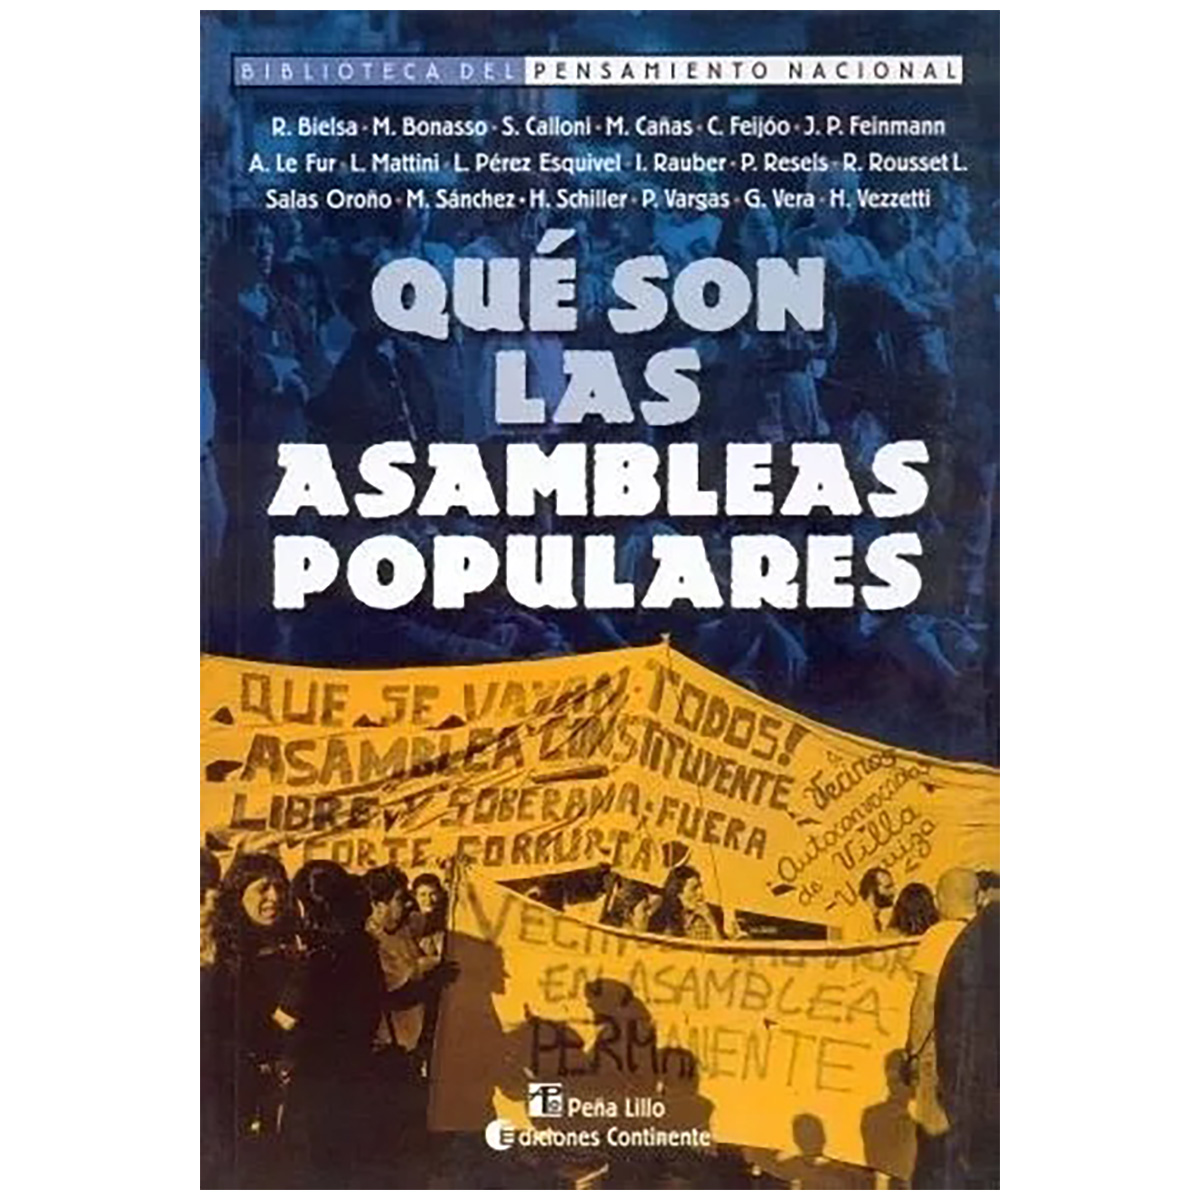 BIBLIOTECA DEL PENSAMIENTO NACIONAL
R. Bielsa · M. Bonasso · S. Calloni · M. Cañas · C. Feijóo · J. P. Feinmann
A. Le Fur · L. Mattini · L. Pérez Esquivel · I. Rauber · P. Resels · R. Rousset L.
Salas Oroño · M. Sánchez · H. Schiller · P. Vargas · G. Vera · H. Vezzetti
QUÉ SON
LAS
ASAMBLEAS
POPULARES
QUE SE VAYAN TODOS!
ASAMBLEA CONSTITUYENTE
LIBRE Y SOBERANA; FUERA
LA CORTE CORRUPTA
Vecinos
Autoconvocados
de Villa
EN ASAMBLEA
PERMANENTE
Peña Lillo
Ediciones Continente